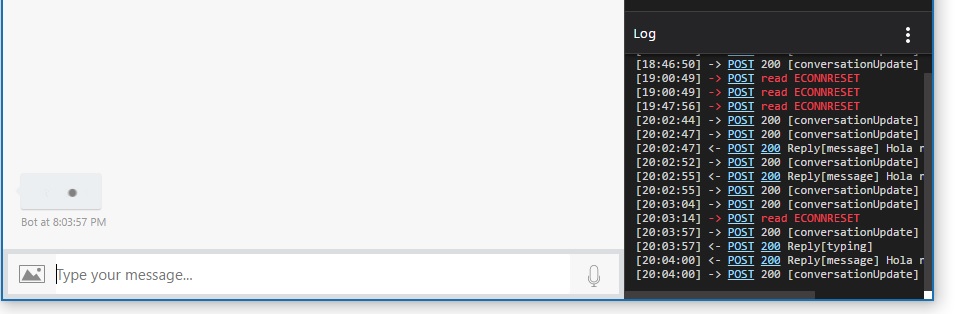 Log
[18:46:50] -> POST 200 [conversationUpdate]
[19:00:49] -> POST read ECONNRESET
[19:00:49] -> POST read ECONNRESET
[19:47:56] -> POST read ECONNRESET
[20:02:44] -> POST 200 [conversationUpdate]
[20:02:47] -> POST 200 [conversationUpdate]
[20:02:47] <- POST 200 Reply[message] Hola
[20:02:52] -> POST 200 [conversationUpdate]
[20:02:55] <- POST 200 Reply[message] Hola
[20:02:55] -> POST 200 [conversationUpdate]
[20:03:04] -> POST 200 [conversationUpdate]
[20:03:14] -> POST read ECONNRESET
[20:03:57] -> POST 200 [conversationUpdate]
[20:03:57] <- POST 200 Reply[typing]
[20:04:00] <- POST 200 Reply[message] Hola
[20:04:00] -> POST 200 [conversationUpdate]
Bot at 8:03:57 PM
Type your message...